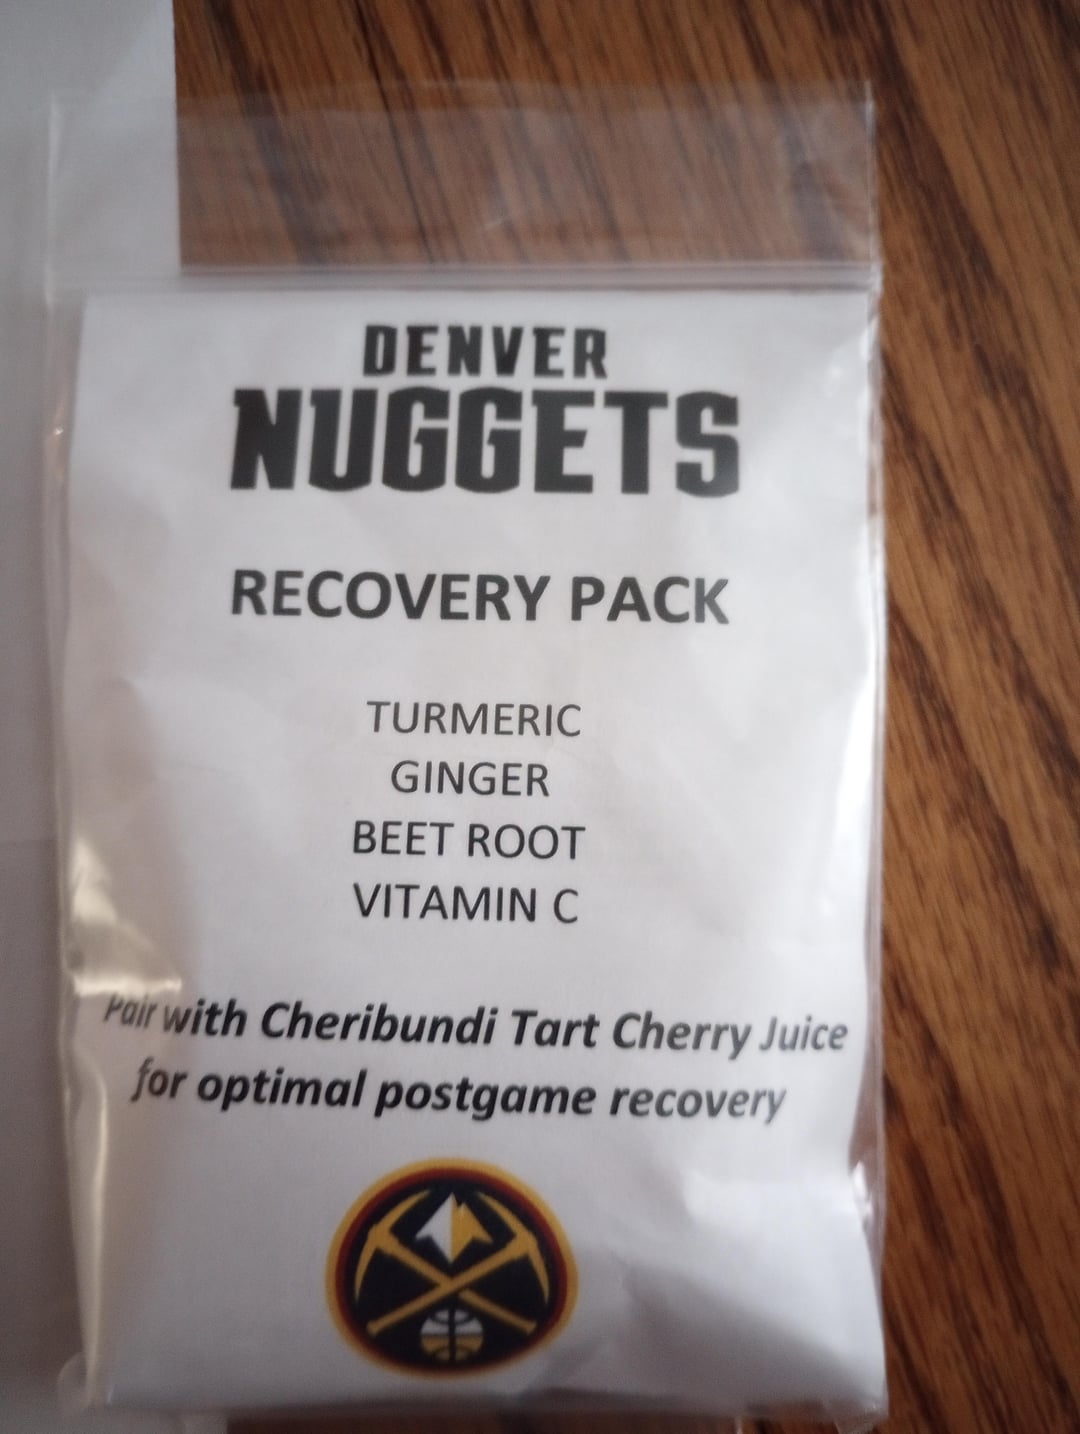 DENVER
NUGGETS
RECOVERY PACK
TURMERIC
GINGER
BEET ROOT
VITAMIN C
Pair with Cheribundi Tart Cherry Juice
for optimal postgame recovery